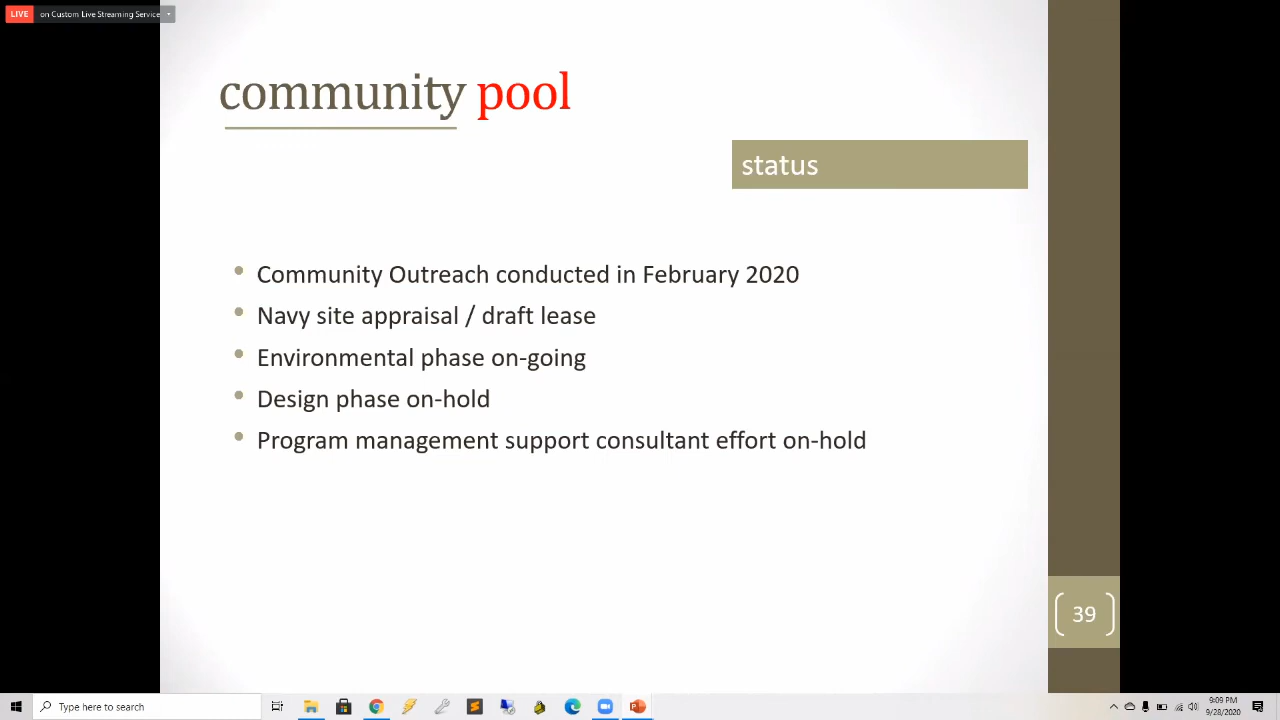 LIVE on Custom Live Streaming Service
community pool
status
Community Outreach conducted in February 2020
Navy site appraisal / draft lease
Environmental phase on-going
Design phase on-hold
Program management support consultant effort on-hold
39
Type here to search
9:09 PM
9/28/2020